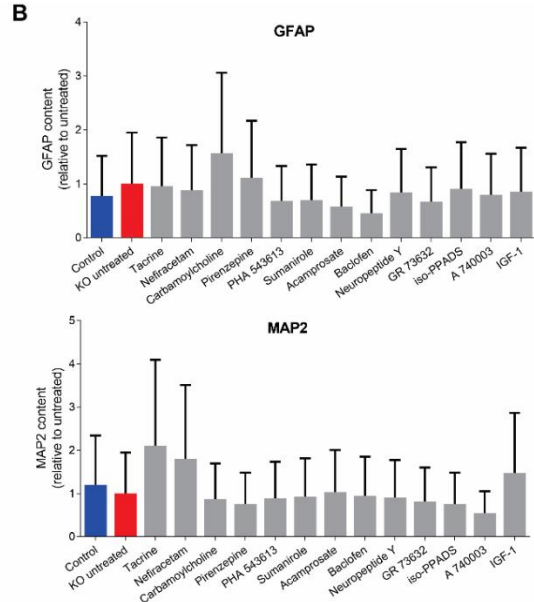 B
GFAP
GFAP content
(relative to untreated)
4
3
2
1
0
Control
KO untreated
Tacrine
Nefiracetam
Carbamoylcholine
Pirenzepine
PHA 543613
Sumanirole
Acamprosate
Baclofen
Neuropeptide Y
GR 73632
iso-PPADS
A 740003
IGF-1
MAP2
MAP2 content
(relative to untreated)
5
4
3
2
1
0
Control
KO untreated
Tacrine
Nefiracetam
Carbamoylcholine
Pirenzepine
PHA 543613
Sumanirole
Acamprosate
Baclofen
Neuropeptide Y
GR 73632
iso-PPADS
A 740003
IGF-1